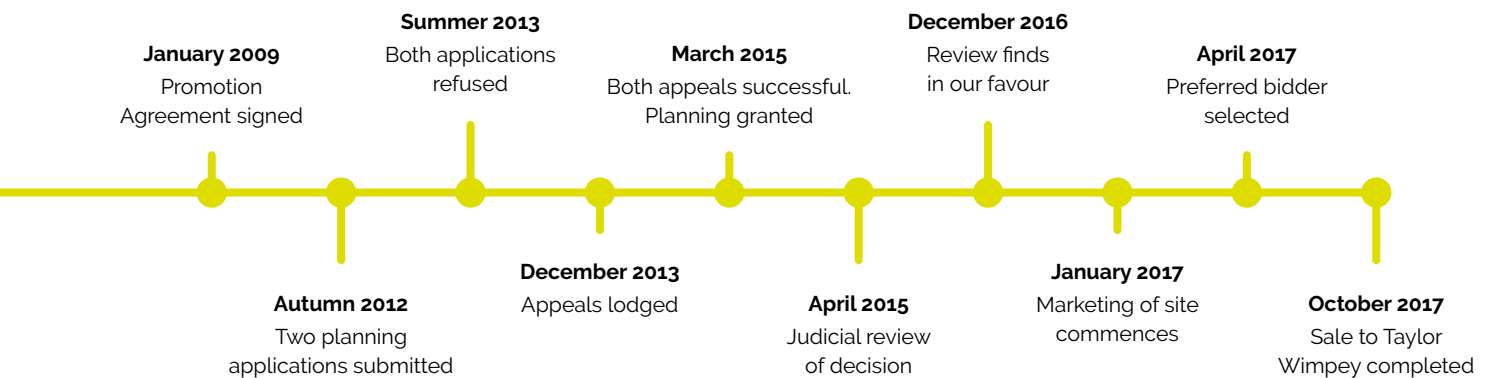 January 2009
Promotion
Agreement signed
Autumn 2012
Two planning
applications submitted
Summer 2013
Both applications
refused
December 2013
Appeals lodged
March 2015
Both appeals successful.
Planning granted
April 2015
Judicial review
of decision
December 2016
Review finds
in our favour
January 2017
Marketing of site
commences
April 2017
Preferred bidder
selected
October 2017
Sale to Taylor
Wimpey completed